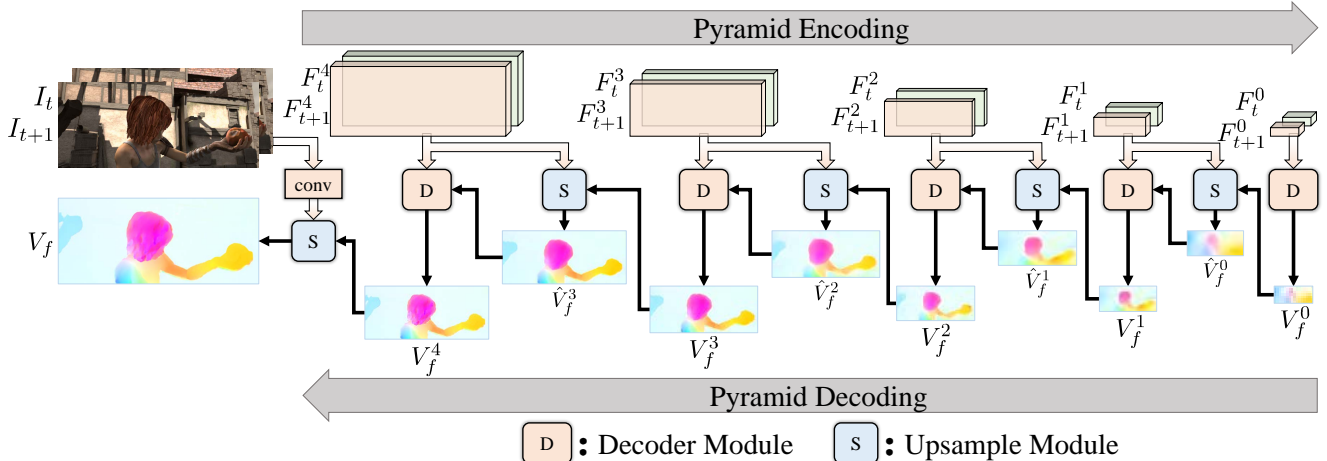 Pyramid Encoding
I_t
I_{t+1}
F_t^4
F_{t+1}^4
F_t^3
F_{t+1}^3
F_t^2
F_{t+1}^2
F_t^1
F_{t+1}^1
F_t^0
F_{t+1}^0
conv
D
S
D
S
D
S
D
S
D
V_f
S
\hat{V}_f^3
\hat{V}_f^2
\hat{V}_f^1
\hat{V}_f^0
V_f^4
V_f^3
V_f^2
V_f^1
V_f^0
Pyramid Decoding
D : Decoder Module
S : Upsample Module